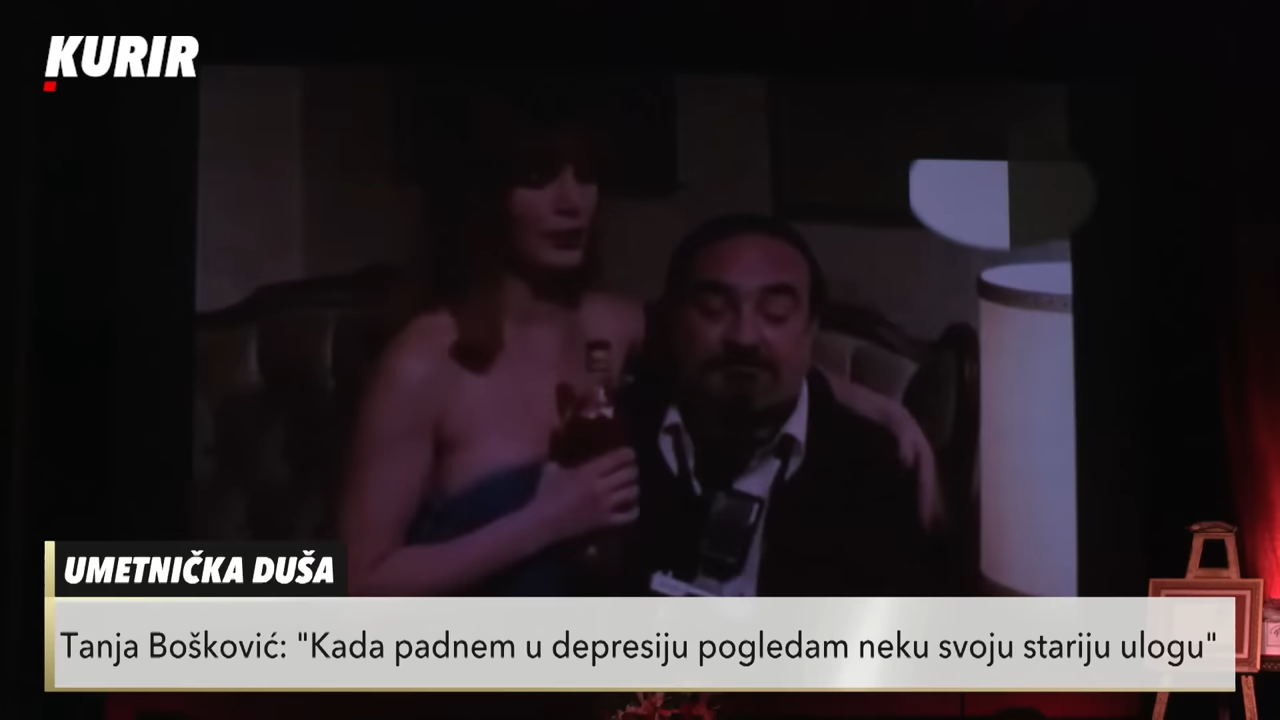 KURIR
UMETNIČKA DUŠA
Tanja Bošković: "Kada padnem u depresiju pogledam neku svoju stariju ulogu"